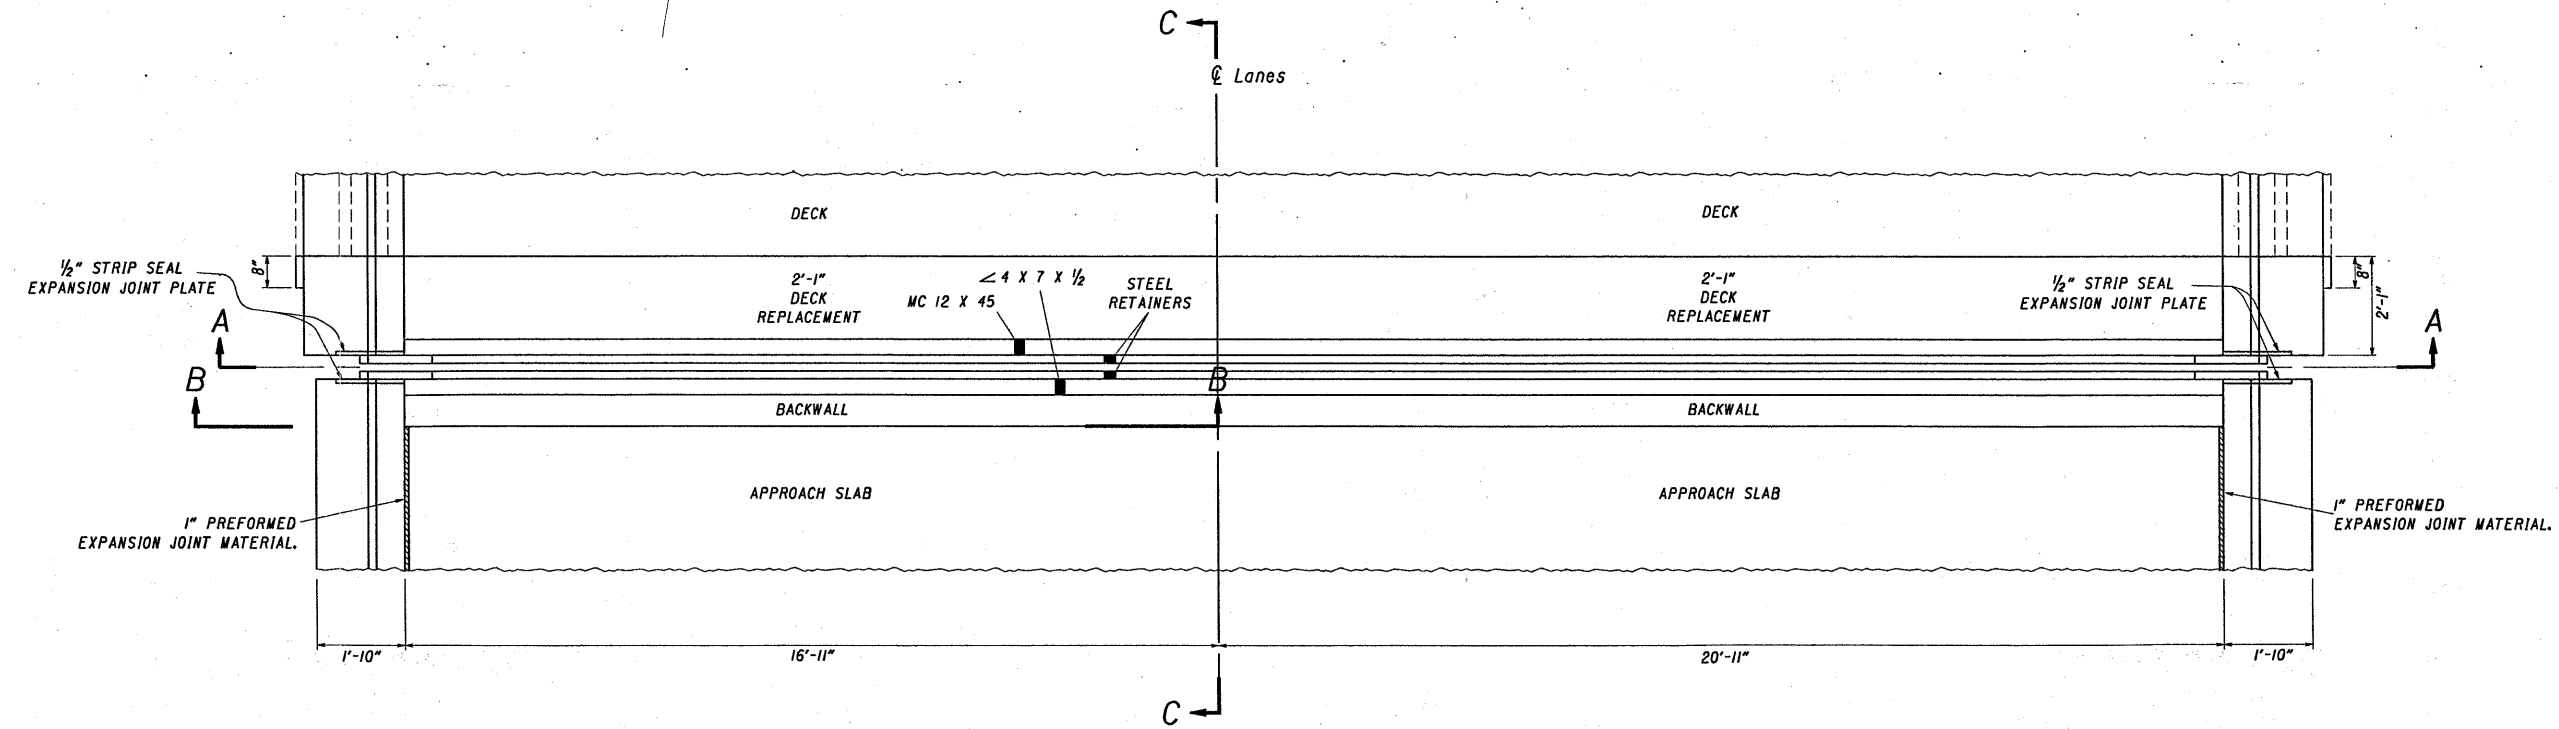 C
℄ Lanes
DECK
DECK
½" STRIP SEAL
EXPANSION JOINT PLATE
8"
2'-1"
DECK
REPLACEMENT
MC 12 X 45
∠ 4 X 7 X ½
STEEL
RETAINERS
2'-1"
DECK
REPLACEMENT
½" STRIP SEAL
EXPANSION JOINT PLATE
8"
2'-1"
A
A
B
B
BACKWALL
BACKWALL
APPROACH SLAB
APPROACH SLAB
1" PREFORMED
EXPANSION JOINT MATERIAL.
1" PREFORMED
EXPANSION JOINT MATERIAL.
1'-10"
16'-11"
20'-11"
1'-10"
C